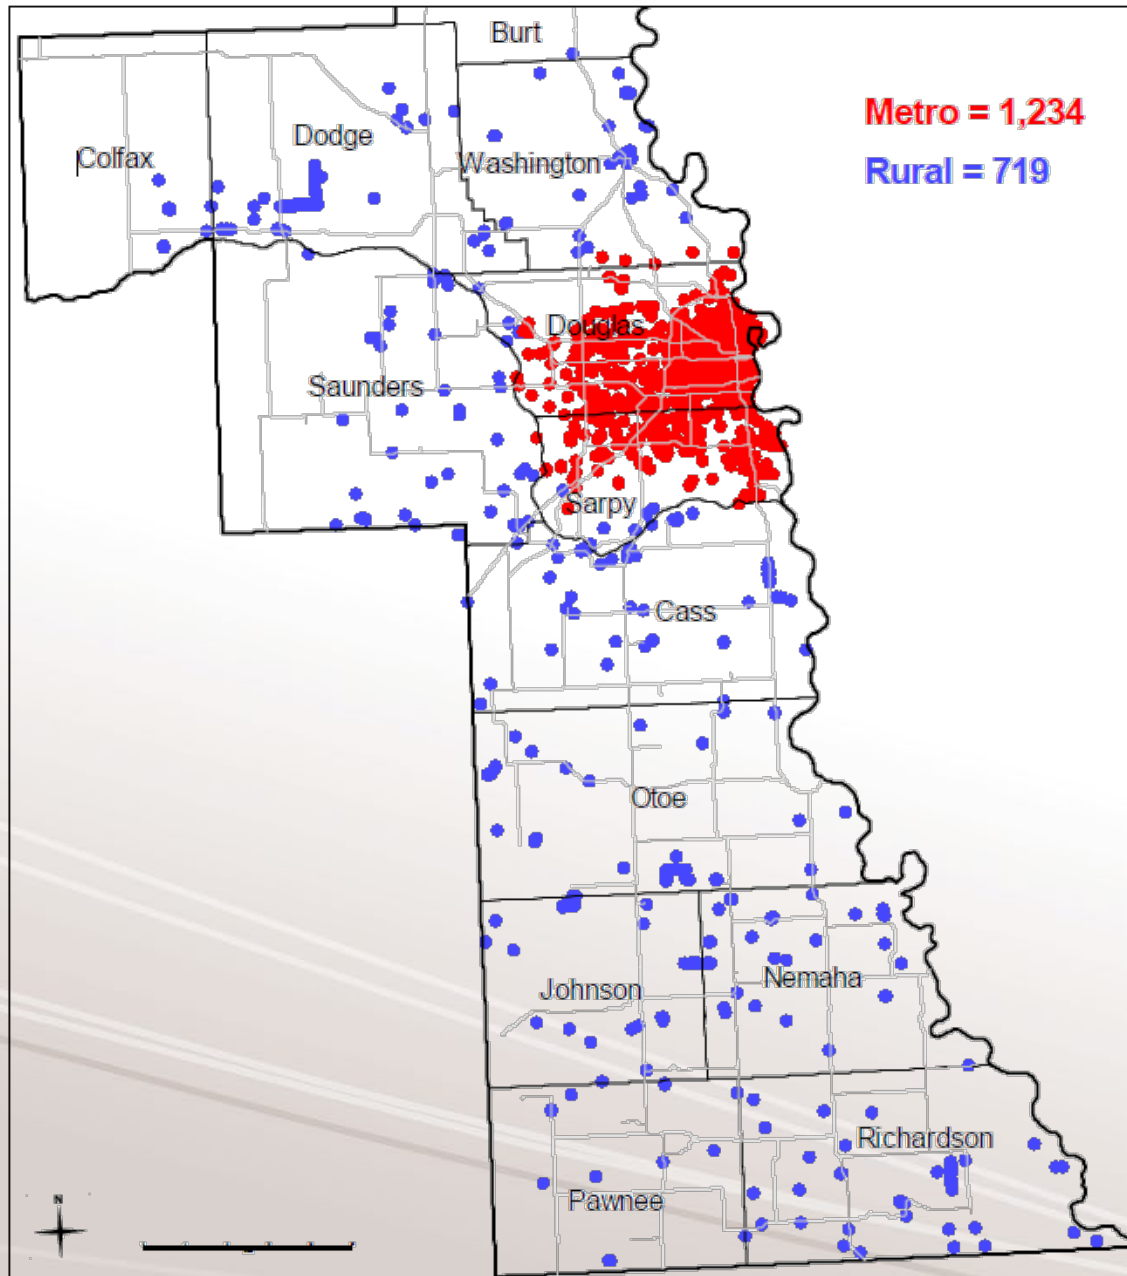 Burt
Metro = 1,234
Dodge
Colfax
Washington
Rural = 719
Douglas
Saunders
Sarpy
Cass
Otoe
Nemaha
Johnson
Richardson
Pawnee
N